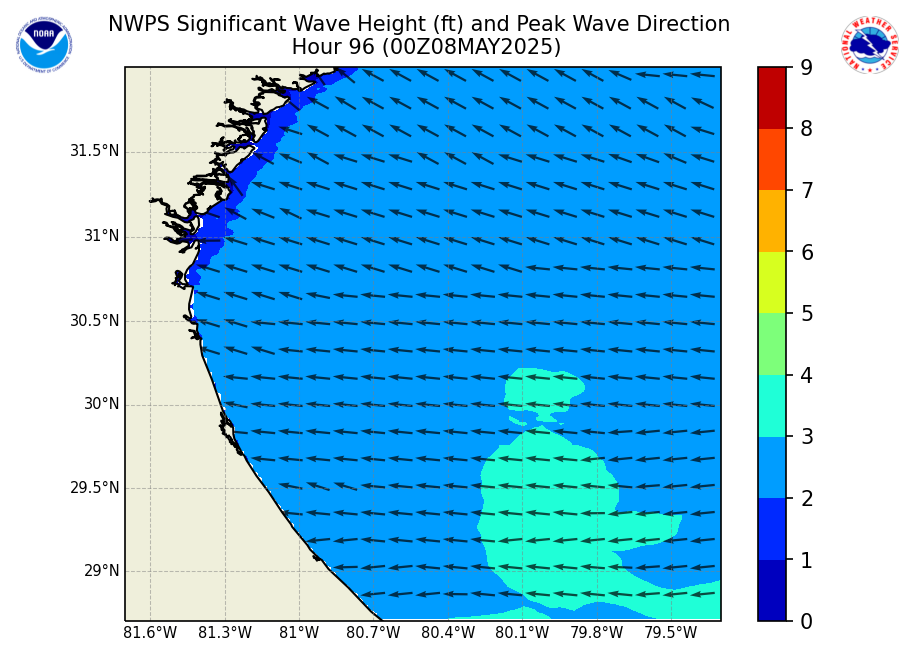 NWPS Significant Wave Height (ft) and Peak Wave Direction
Hour 96 (00Z08MAY2025)
NOAA
NATIONAL WEATHER SERVICE
31.5°N
31°N
30.5°N
30°N
29.5°N
29°N
81.6°W 81.3°W 81°W 80.7°W 80.4°W 80.1°W 79.8°W 79.5°W
9
8
7
6
5
4
3
2
1
0